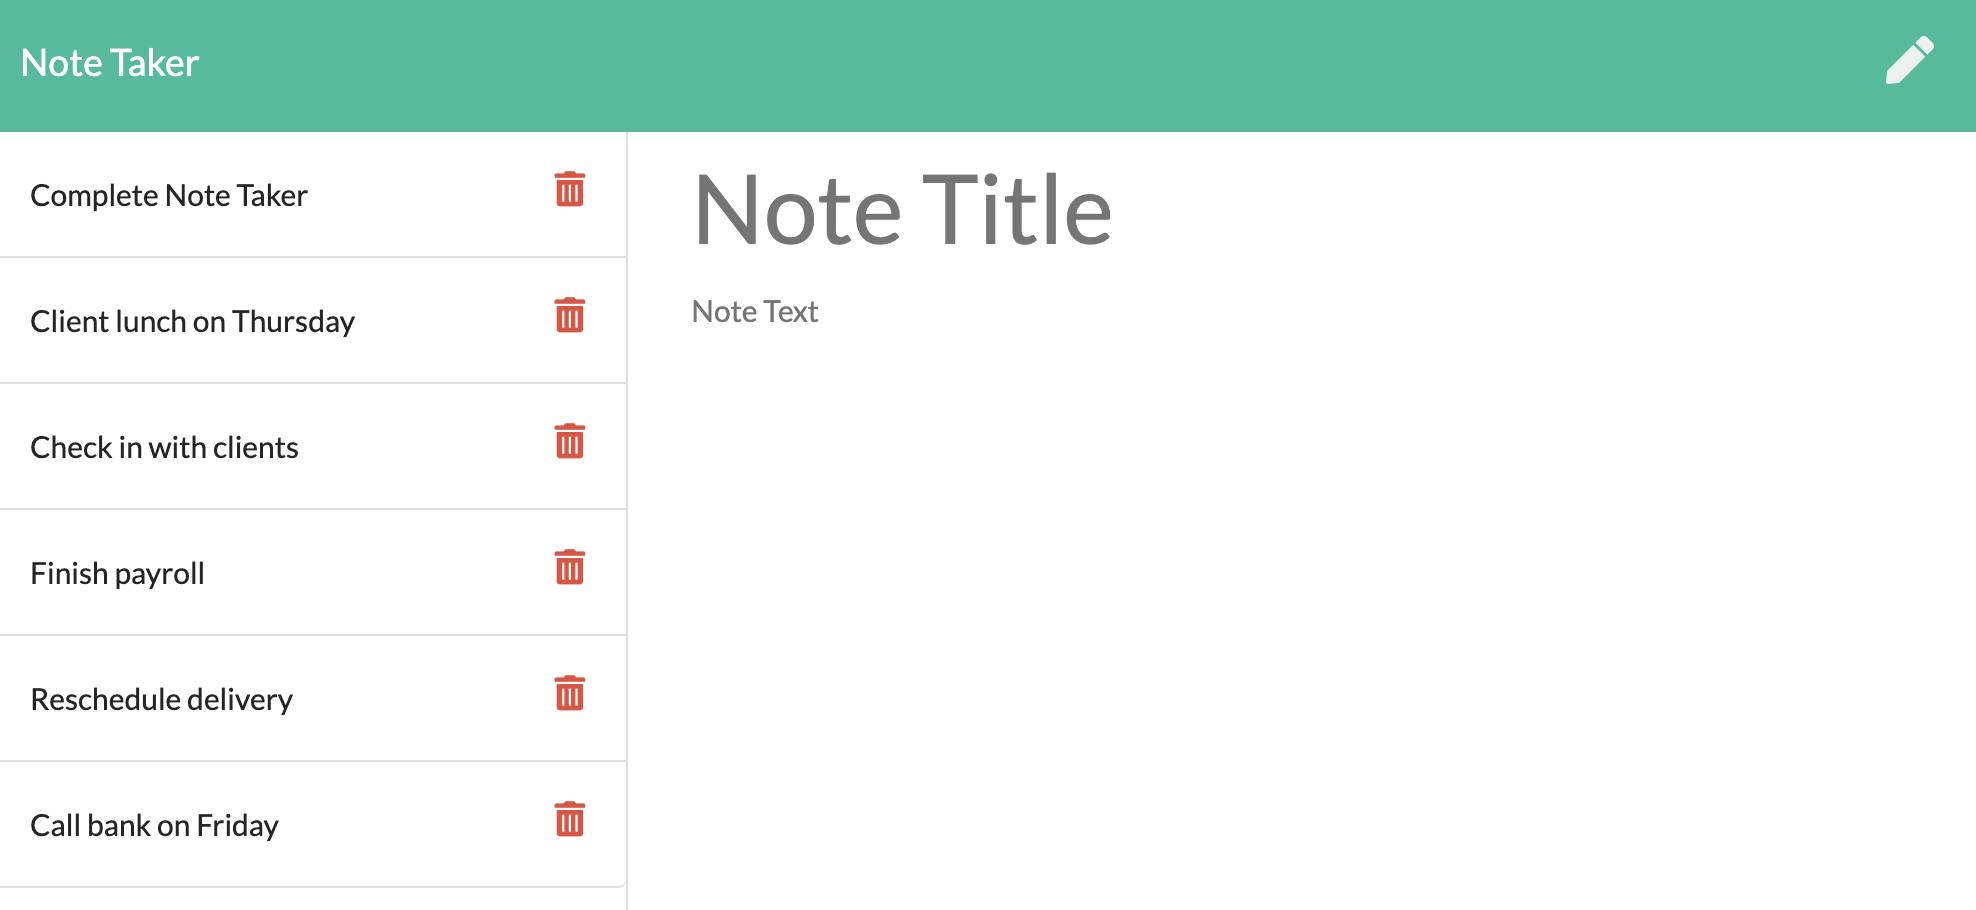 Note Taker
Complete Note Taker
Client lunch on Thursday
Check in with clients
Finish payroll
Reschedule delivery
Call bank on Friday
Note Title
Note Text